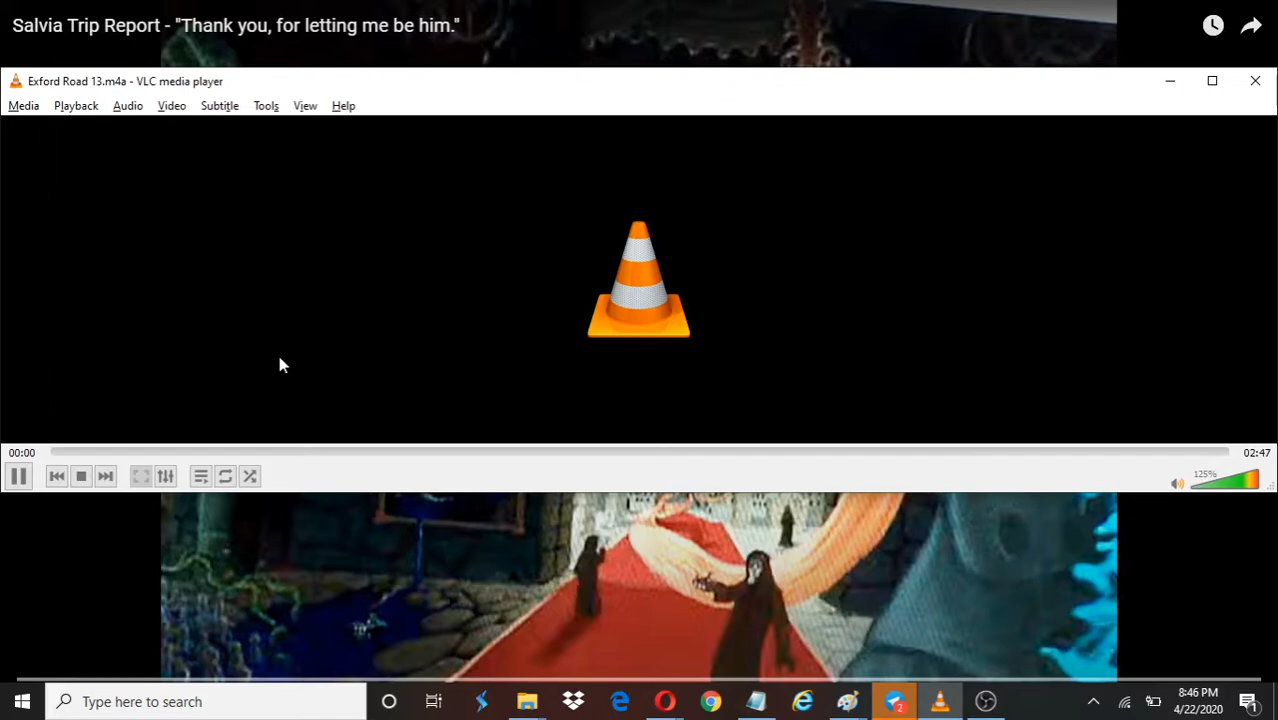 Salvia Trip Report - "Thank you, for letting me be him."
Exford Road 13.m4a - VLC media player
Media Playback Audio Video Subtitle Tools View Help
00:00 02:47
125%
Type here to search
2
8:46 PM
4/22/2020
1